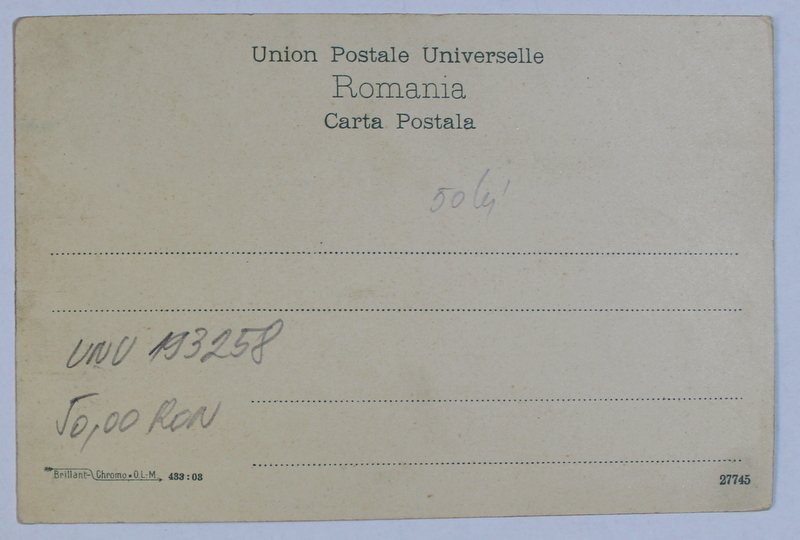 Union Postale Universelle
Romania
Carta Postala
50 lei
UNU 193258
50,00 RON
Brillant-Chromo • O.L-M. 433:03
27745